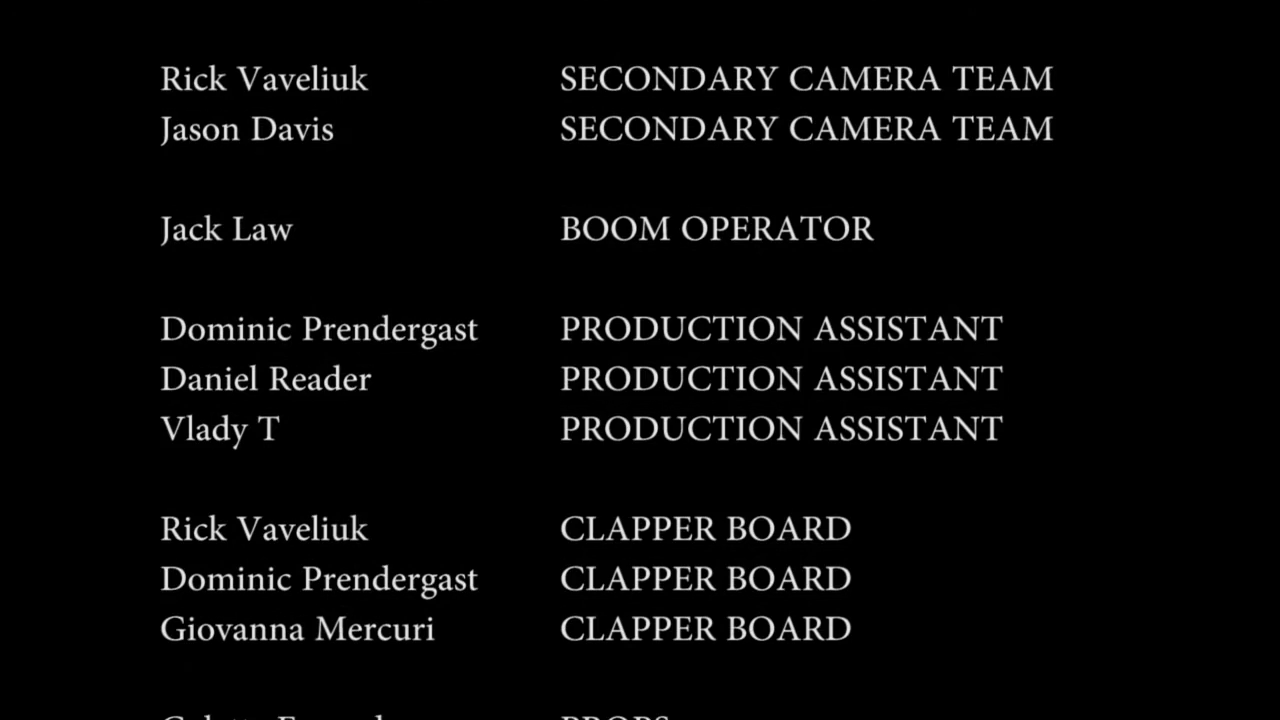 Rick Vaveliuk SECONDARY CAMERA TEAM
Jason Davis SECONDARY CAMERA TEAM
Jack Law BOOM OPERATOR
Dominic Prendergast PRODUCTION ASSISTANT
Daniel Reader PRODUCTION ASSISTANT
Vlady T PRODUCTION ASSISTANT
Rick Vaveliuk CLAPPER BOARD
Dominic Prendergast CLAPPER BOARD
Giovanna Mercuri CLAPPER BOARD
PROPS